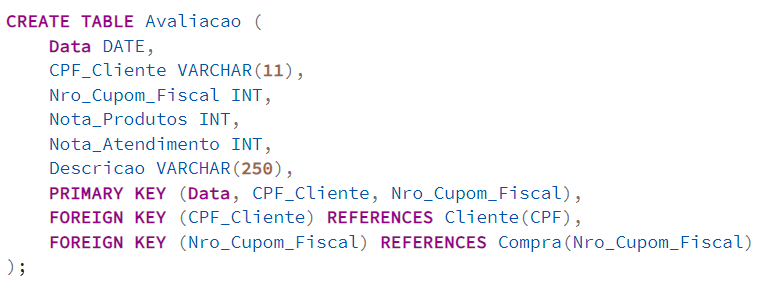 CREATE TABLE Avaliacao (
    Data DATE,
    CPF_Cliente VARCHAR(11),
    Nro_Cupom_Fiscal INT,
    Nota_Produtos INT,
    Nota_Atendimento INT,
    Descricao VARCHAR(250),
    PRIMARY KEY (Data, CPF_Cliente, Nro_Cupom_Fiscal),
    FOREIGN KEY (CPF_Cliente) REFERENCES Cliente(CPF),
    FOREIGN KEY (Nro_Cupom_Fiscal) REFERENCES Compra(Nro_Cupom_Fiscal)
);